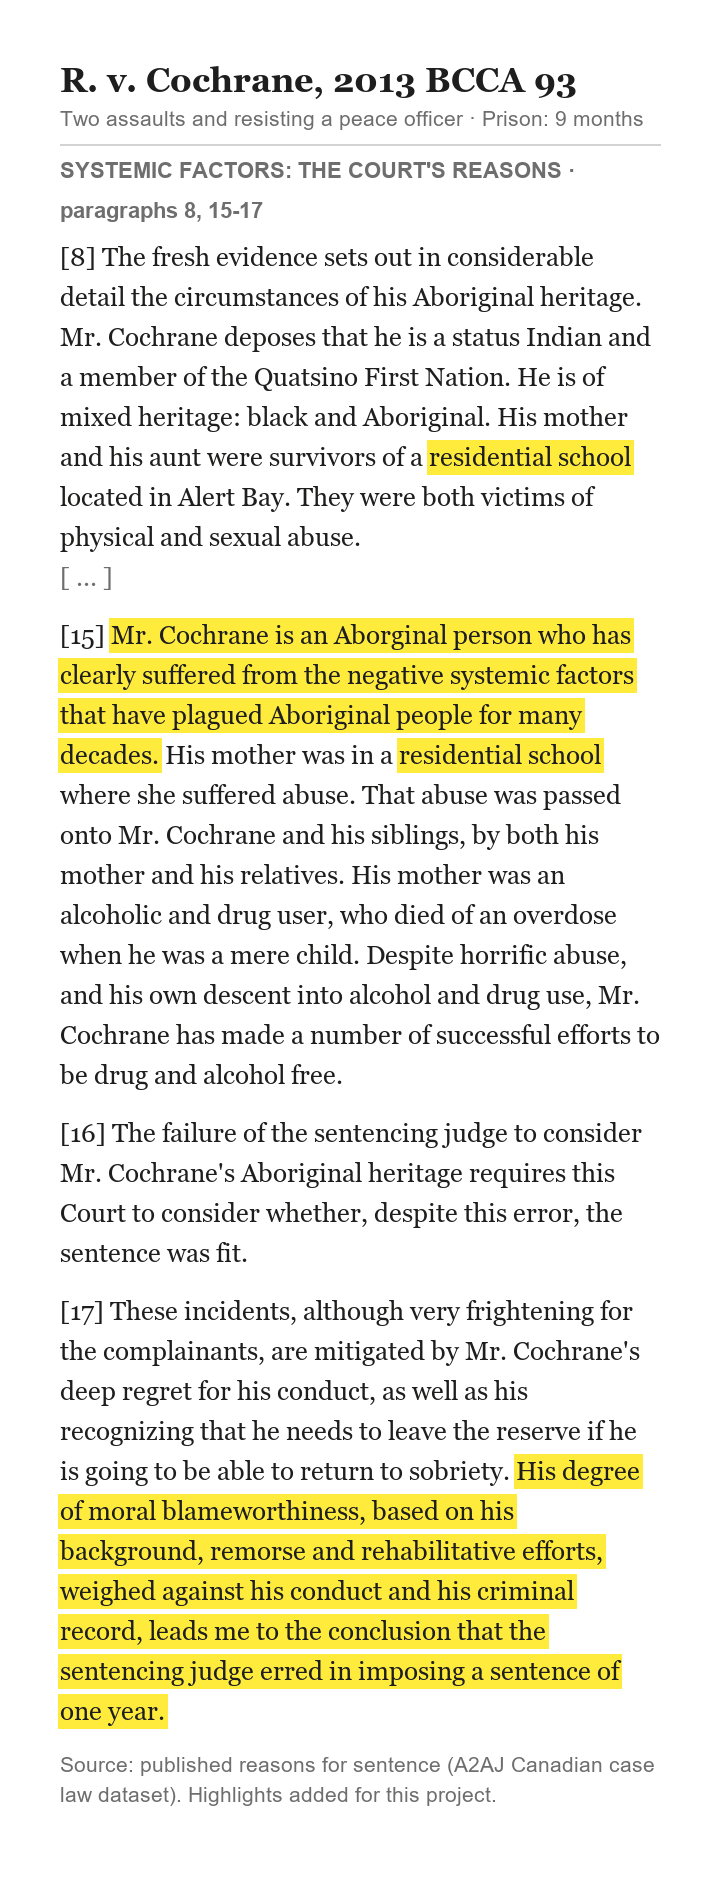 R. v. Cochrane, 2013 BCCA 93
Two assaults and resisting a peace officer · Prison: 9 months
SYSTEMIC FACTORS: THE COURT'S REASONS ·
paragraphs 8, 15-17
[8] The fresh evidence sets out in considerable
detail the circumstances of his Aboriginal heritage.
Mr. Cochrane deposes that he is a status Indian and
a member of the Quatsino First Nation. He is of
mixed heritage: black and Aboriginal. His mother
and his aunt were survivors of a residential school
located in Alert Bay. They were both victims of
physical and sexual abuse.
[ ... ]
[15] Mr. Cochrane is an Aborginal person who has
clearly suffered from the negative systemic factors
that have plagued Aboriginal people for many
decades. His mother was in a residential school
where she suffered abuse. That abuse was passed
onto Mr. Cochrane and his siblings, by both his
mother and his relatives. His mother was an
alcoholic and drug user, who died of an overdose
when he was a mere child. Despite horrific abuse,
and his own descent into alcohol and drug use, Mr.
Cochrane has made a number of successful efforts to
be drug and alcohol free.
[16] The failure of the sentencing judge to consider
Mr. Cochrane's Aboriginal heritage requires this
Court to consider whether, despite this error, the
sentence was fit.
[17] These incidents, although very frightening for
the complainants, are mitigated by Mr. Cochrane's
deep regret for his conduct, as well as his
recognizing that he needs to leave the reserve if he
is going to be able to return to sobriety. His degree
of moral blameworthiness, based on his
background, remorse and rehabilitative efforts,
weighed against his conduct and his criminal
record, leads me to the conclusion that the
sentencing judge erred in imposing a sentence of
one year.
Source: published reasons for sentence (A2AJ Canadian case
law dataset). Highlights added for this project.